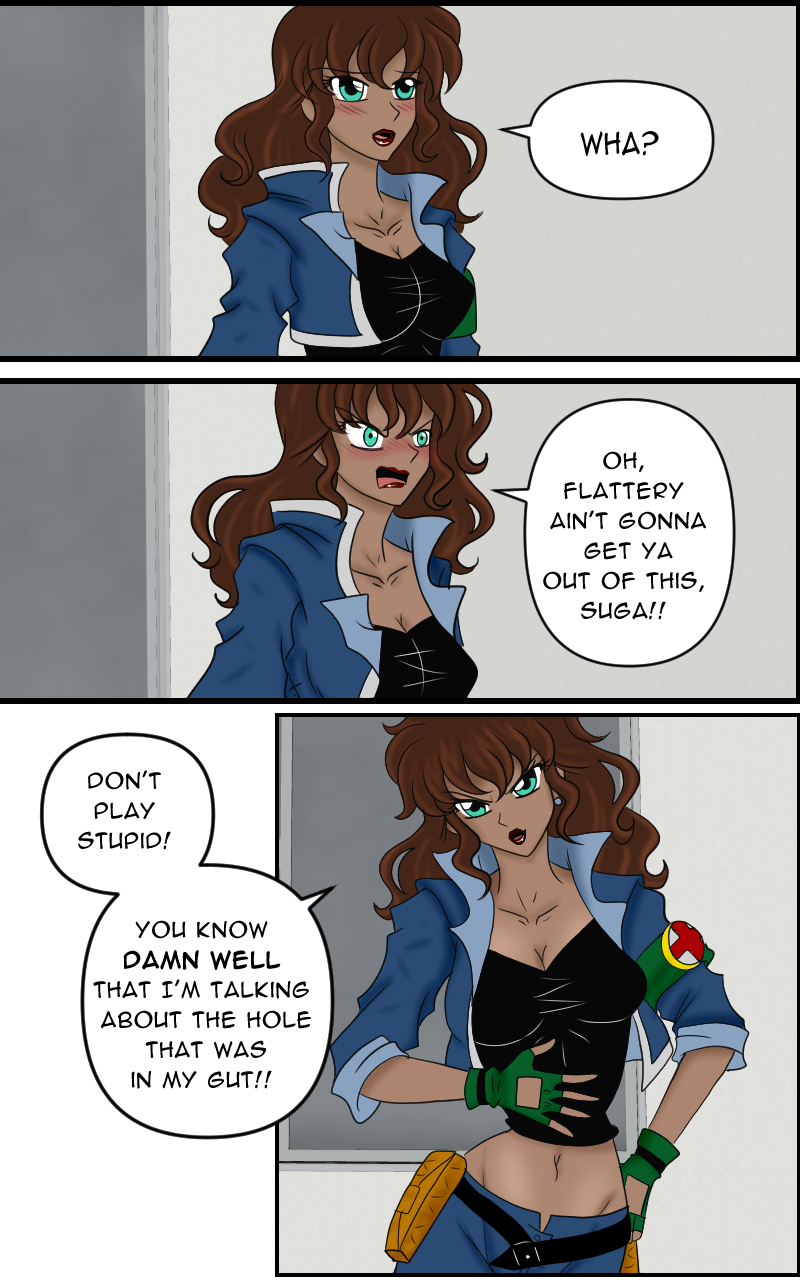 WHA?
OH,
FLATTERY
AIN'T GONNA
GET YA
OUT OF THIS,
SUGA!!
DON'T
PLAY
STUPID!
YOU KNOW
DAMN WELL
THAT I'M TALKING
ABOUT THE HOLE
THAT WAS
IN MY GUT!!